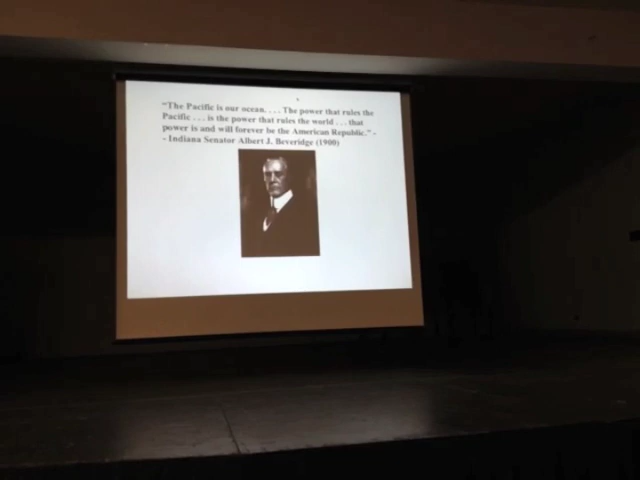 "The Pacific is our ocean. . . . The power that rules the
Pacific . . . is the power that rules the world . . . that
power is and will forever be the American Republic." -
- Indiana Senator Albert J. Beveridge (1900)